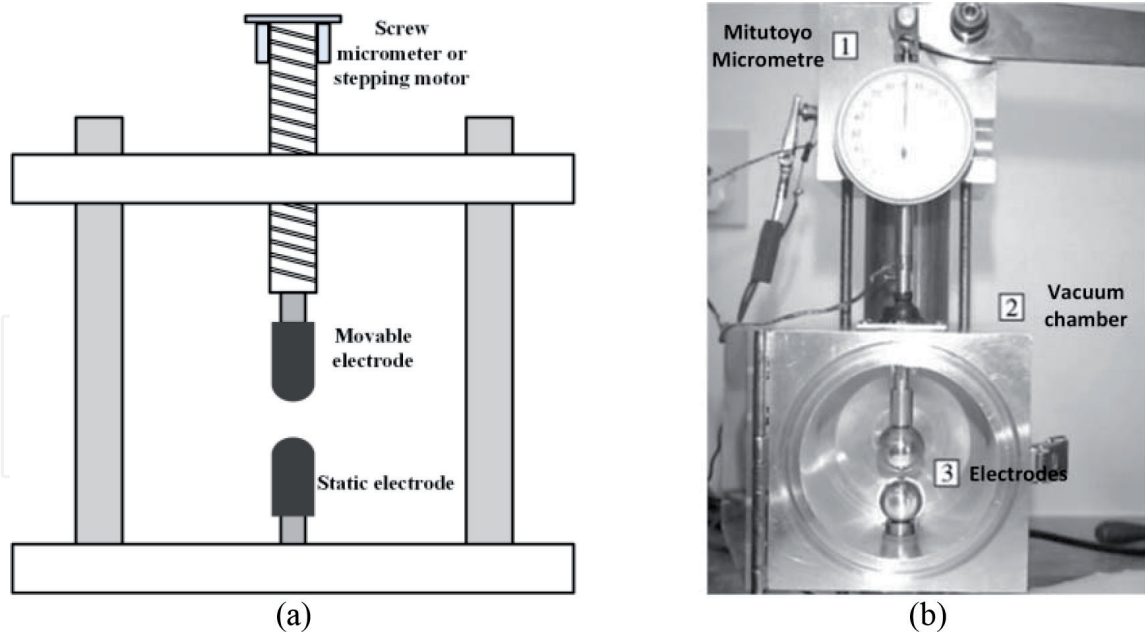 Screw
micrometer or
stepping motor
Movable
electrode
Static electrode
(a)
Mitutoyo
Micrometre
1
2
Vacuum
chamber
3
Electrodes
(b)